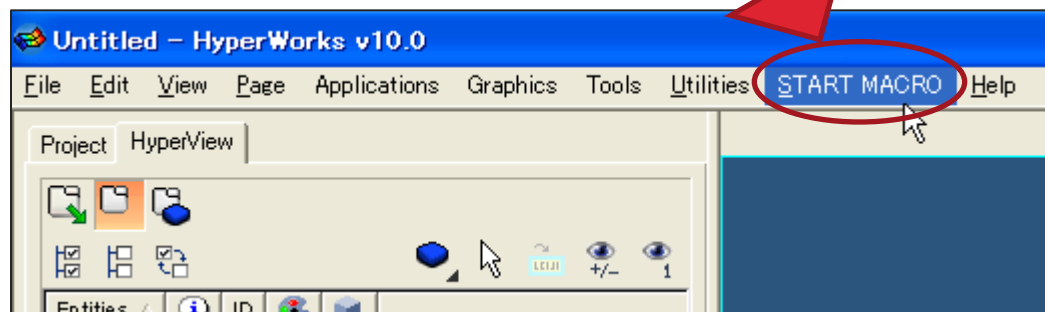 Untitled - HyperWorks v10.0
File Edit View Page Applications Graphics Tools Utilities START MACRO Help
Project HyperView
+/- 1
Entities ID